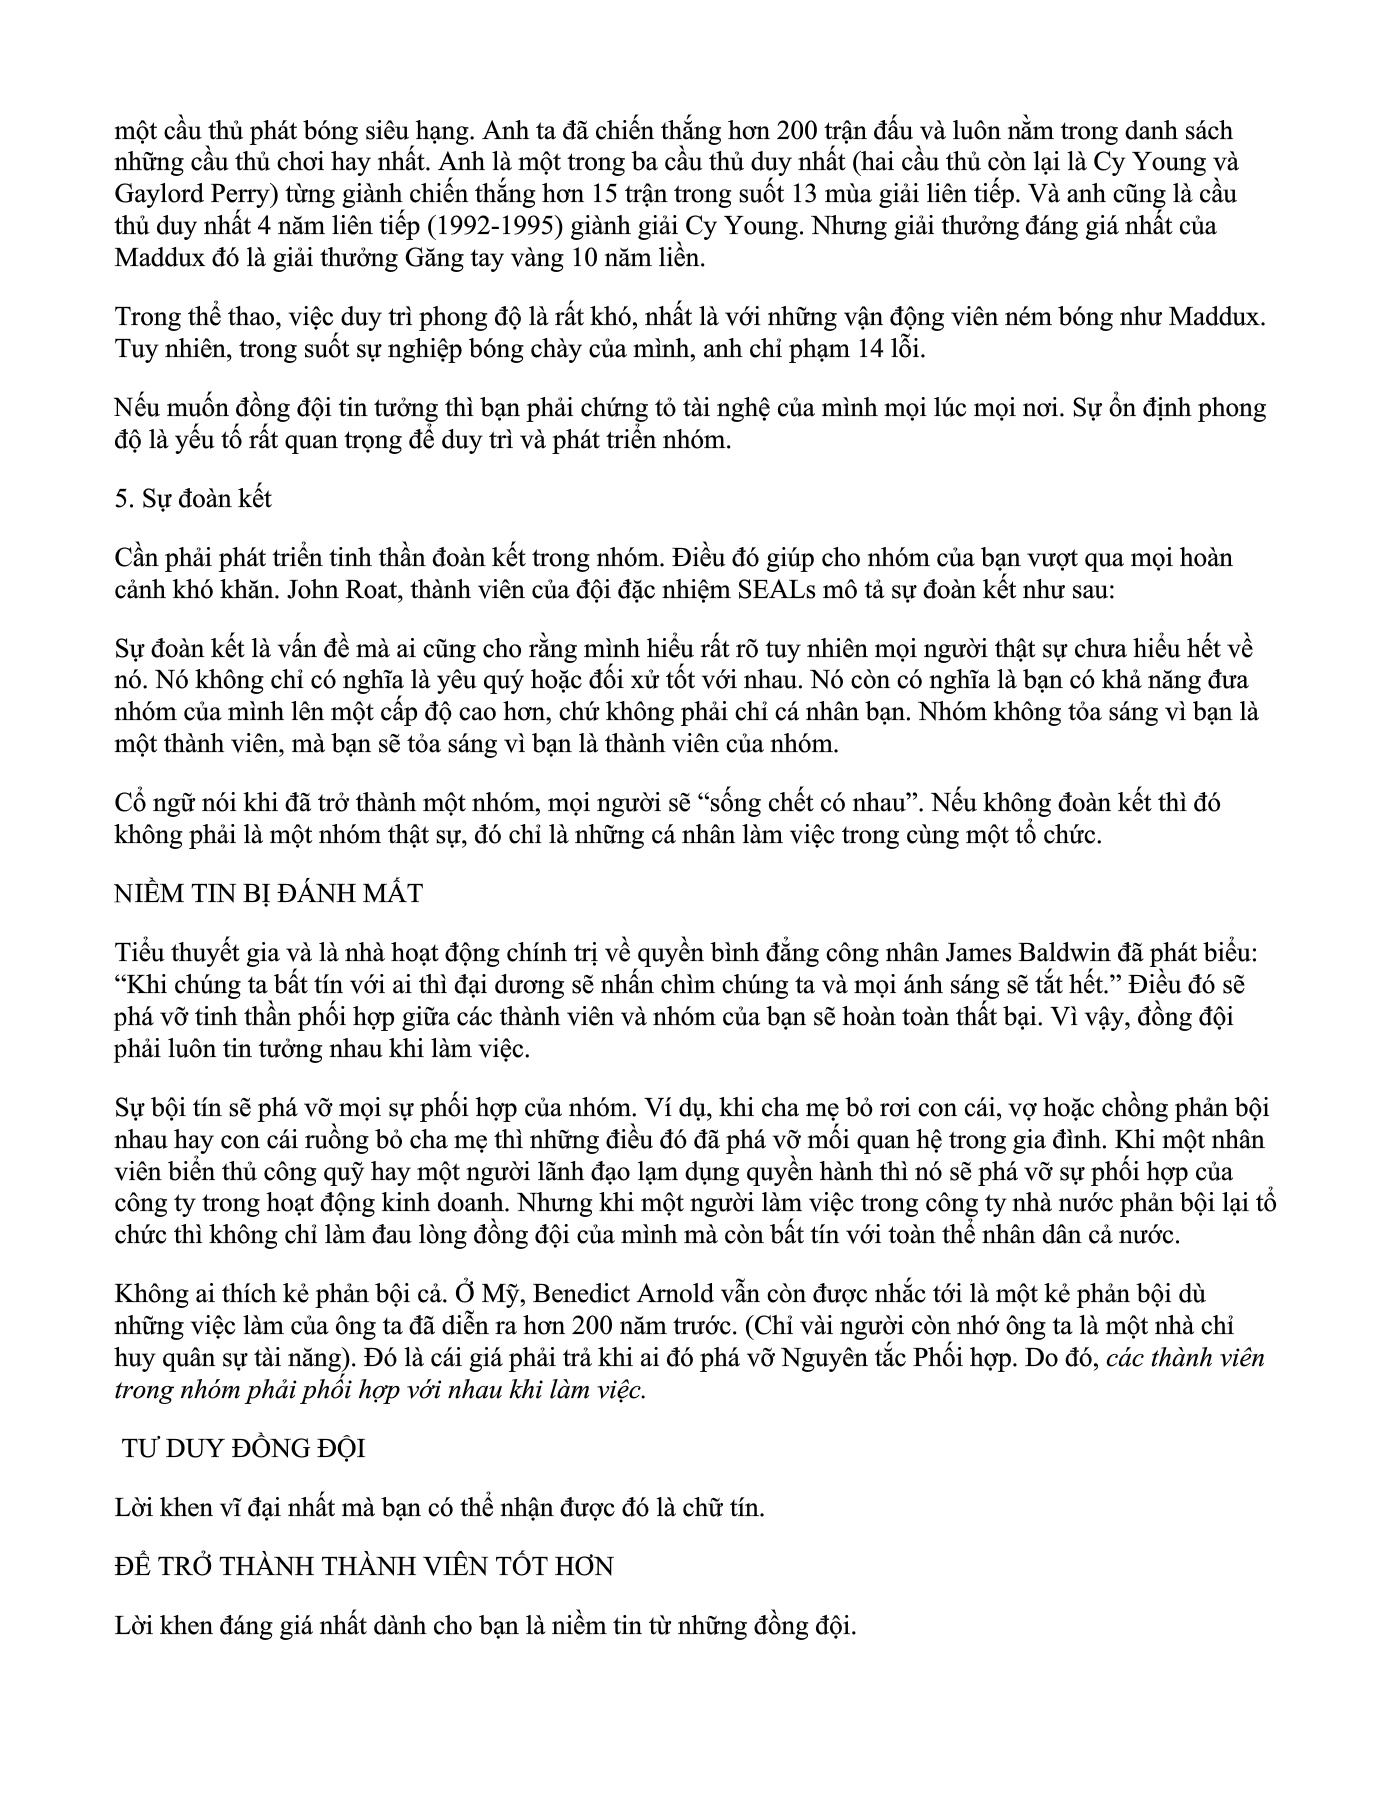 một cầu thủ phát bóng siêu hạng. Anh ta đã chiến thắng hơn 200 trận đấu và luôn nằm trong danh sách
những cầu thủ chơi hay nhất. Anh là một trong ba cầu thủ duy nhất (hai cầu thủ còn lại là Cy Young và
Gaylord Perry) từng giành chiến thắng hơn 15 trận trong suốt 13 mùa giải liên tiếp. Và anh cũng là cầu
thủ duy nhất 4 năm liên tiếp (1992-1995) giành giải Cy Young. Nhưng giải thưởng đáng giá nhất của
Maddux đó là giải thưởng Găng tay vàng 10 năm liền.
Trong thể thao, việc duy trì phong độ là rất khó, nhất là với những vận động viên ném bóng như Maddux.
Tuy nhiên, trong suốt sự nghiệp bóng chày của mình, anh chỉ phạm 14 lỗi.
Nếu muốn đồng đội tin tưởng thì bạn phải chứng tỏ tài nghệ của mình mọi lúc mọi nơi. Sự ổn định phong
độ là yếu tố rất quan trọng để duy trì và phát triển nhóm.
5. Sự đoàn kết
Cần phải phát triển tinh thần đoàn kết trong nhóm. Điều đó giúp cho nhóm của bạn vượt qua mọi hoàn
cảnh khó khăn. John Roat, thành viên của đội đặc nhiệm SEALs mô tả sự đoàn kết như sau:
Sự đoàn kết là vấn đề mà ai cũng cho rằng mình hiểu rất rõ tuy nhiên mọi người thật sự chưa hiểu hết về
nó. Nó không chỉ có nghĩa là yêu quý hoặc đối xử tốt với nhau. Nó còn có nghĩa là bạn có khả năng đưa
nhóm của mình lên một cấp độ cao hơn, chứ không phải chỉ cá nhân bạn. Nhóm không tỏa sáng vì bạn là
một thành viên, mà bạn sẽ tỏa sáng vì bạn là thành viên của nhóm.
Cổ ngữ nói khi đã trở thành một nhóm, mọi người sẽ “sống chết có nhau”. Nếu không đoàn kết thì đó
không phải là một nhóm thật sự, đó chỉ là những cá nhân làm việc trong cùng một tổ chức.
NIỀM TIN BỊ ĐÁNH MẤT
Tiểu thuyết gia và là nhà hoạt động chính trị về quyền bình đẳng công nhân James Baldwin đã phát biểu:
“Khi chúng ta bất tín với ai thì đại dương sẽ nhấn chìm chúng ta và mọi ánh sáng sẽ tắt hết.” Điều đó sẽ
phá vỡ tinh thần phối hợp giữa các thành viên và nhóm của bạn sẽ hoàn toàn thất bại. Vì vậy, đồng đội
phải luôn tin tưởng nhau khi làm việc.
Sự bội tín sẽ phá vỡ mọi sự phối hợp của nhóm. Ví dụ, khi cha mẹ bỏ rơi con cái, vợ hoặc chồng phản bội
nhau hay con cái ruồng bỏ cha mẹ thì những điều đó đã phá vỡ mối quan hệ trong gia đình. Khi một nhân
viên biển thủ công quỹ hay một người lãnh đạo lạm dụng quyền hành thì nó sẽ phá vỡ sự phối hợp của
công ty trong hoạt động kinh doanh. Nhưng khi một người làm việc trong công ty nhà nước phản bội lại tổ
chức thì không chỉ làm đau lòng đồng đội của mình mà còn bất tín với toàn thể nhân dân cả nước.
Không ai thích kẻ phản bội cả. Ở Mỹ, Benedict Arnold vẫn còn được nhắc tới là một kẻ phản bội dù
những việc làm của ông ta đã diễn ra hơn 200 năm trước. (Chỉ vài người còn nhớ ông ta là một nhà chỉ
huy quân sự tài năng). Đó là cái giá phải trả khi ai đó phá vỡ Nguyên tắc Phối hợp. Do đó, các thành viên
trong nhóm phải phối hợp với nhau khi làm việc.
TƯ DUY ĐỒNG ĐỘI
Lời khen vĩ đại nhất mà bạn có thể nhận được đó là chữ tín.
ĐỂ TRỞ THÀNH THÀNH VIÊN TỐT HƠN
Lời khen đáng giá nhất dành cho bạn là niềm tin từ những đồng đội.